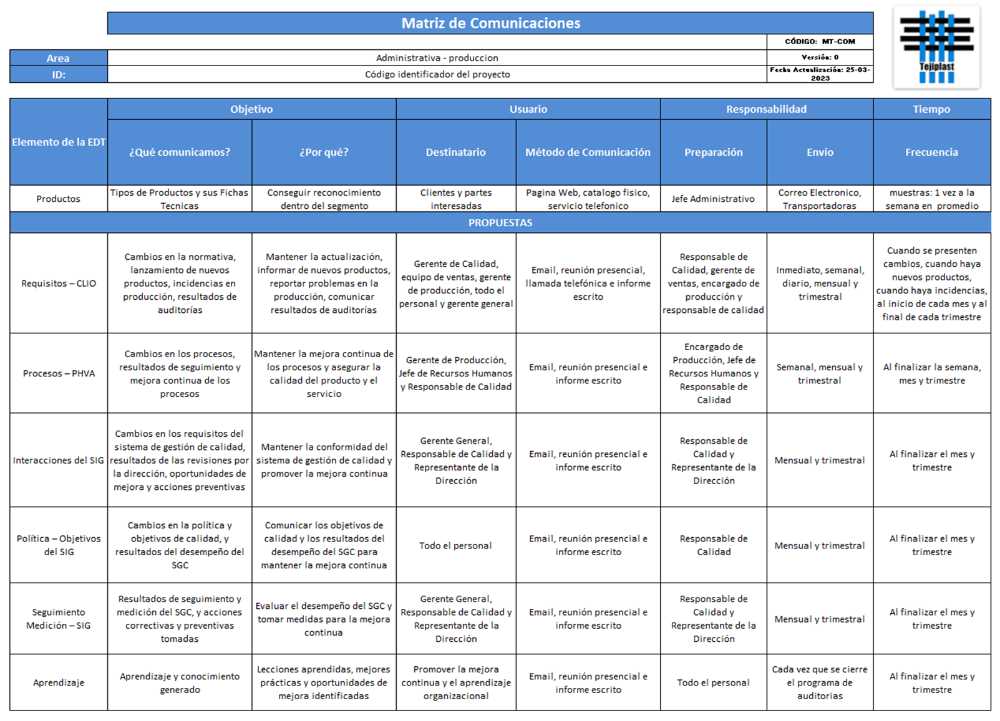 Matriz de Comunicaciones
CÓDIGO: MT-COM
Area
Administrativa - produccion
Versión: 0
ID:
Código identificador del proyecto
Fecha Actualización: 25-03-
2023
Tejiplast
Elemento de la EDT
Objetivo
Usuario
Responsabilidad
Tiempo
¿Qué comunicamos?
¿Por qué?
Destinatario
Método de Comunicación
Preparación
Envío
Frecuencia
Productos
Tipos de Productos y sus Fichas
Tecnicas
Conseguir reconocimiento
dentro del segmento
Clientes y partes
interesadas
Pagina Web, catalogo fisico,
servicio telefonico
Jefe Administrativo
Correo Electronico,
Transportadoras
muestras: 1 vez a la
semana en promedio
PROPUESTAS
Requisitos – CLIO
Cambios en la normativa,
lanzamiento de nuevos
productos, incidencias en
producción, resultados de
auditorías
Mantener la actualización,
informar de nuevos productos,
reportar problemas en la
producción, comunicar
resultados de auditorías
Gerente de Calidad,
equipo de ventas, gerente
de producción, todo el
personal y gerente general
Email, reunión presencial,
llamada telefónica e informe
escrito
Responsable de
Calidad, gerente de
ventas, encargado de
producción y
responsable de calidad
Inmediato, semanal,
diario, mensual y
trimestral
Cuando se presenten
cambios, cuando haya
nuevos productos,
cuando haya incidencias,
al inicio de cada mes y al
final de cada trimestre
Procesos – PHVA
Cambios en los procesos,
resultados de seguimiento y
mejora continua de los
procesos
Mantener la mejora continua de
los procesos y asegurar la
calidad del producto y el
servicio
Gerente de Producción,
Jefe de Recursos Humanos
y Responsable de Calidad
Email, reunión presencial e
informe escrito
Encargado de
Producción, Jefe de
Recursos Humanos y
Responsable de
Calidad
Semanal, mensual y
trimestral
Al finalizar la semana,
mes y trimestre
Interacciones del SIG
Cambios en los requisitos del
sistema de gestión de calidad,
resultados de las revisiones por
la dirección, oportunidades de
mejora y acciones preventivas
Mantener la conformidad del
sistema de gestión de calidad y
promover la mejora continua
Gerente General,
Responsable de Calidad y
Representante de la
Dirección
Email, reunión presencial e
informe escrito
Responsable de
Calidad y
Representante de la
Dirección
Mensual y trimestral
Al finalizar el mes y
trimestre
Política – Objetivos
del SIG
Cambios en la política y
objetivos de calidad, y
resultados del desempeño del
SGC
Comunicar los objetivos de
calidad y los resultados del
desempeño del SGC para
mantener la mejora continua
Todo el personal
Email, reunión presencial e
informe escrito
Responsable de
Calidad
Mensual y trimestral
Al finalizar el mes y
trimestre
Seguimiento
Medición – SIG
Resultados de seguimiento y
medición del SGC, y acciones
correctivas y preventivas
tomadas
Evaluar el desempeño del SGC y
tomar medidas para la mejora
continua
Gerente General,
Responsable de Calidad y
Representante de la
Dirección
Email, reunión presencial e
informe escrito
Responsable de
Calidad y
Representante de la
Dirección
Mensual y trimestral
Al finalizar el mes y
trimestre
Aprendizaje
Aprendizaje y conocimiento
generado
Lecciones aprendidas, mejores
prácticas y oportunidades de
mejora identificadas
Promover la mejora
continua y el aprendizaje
organizacional
Email, reunión presencial e
informe escrito
Todo el personal
Cada vez que se cierre
el programa de
auditorias
Al finalizar el mes y
trimestre